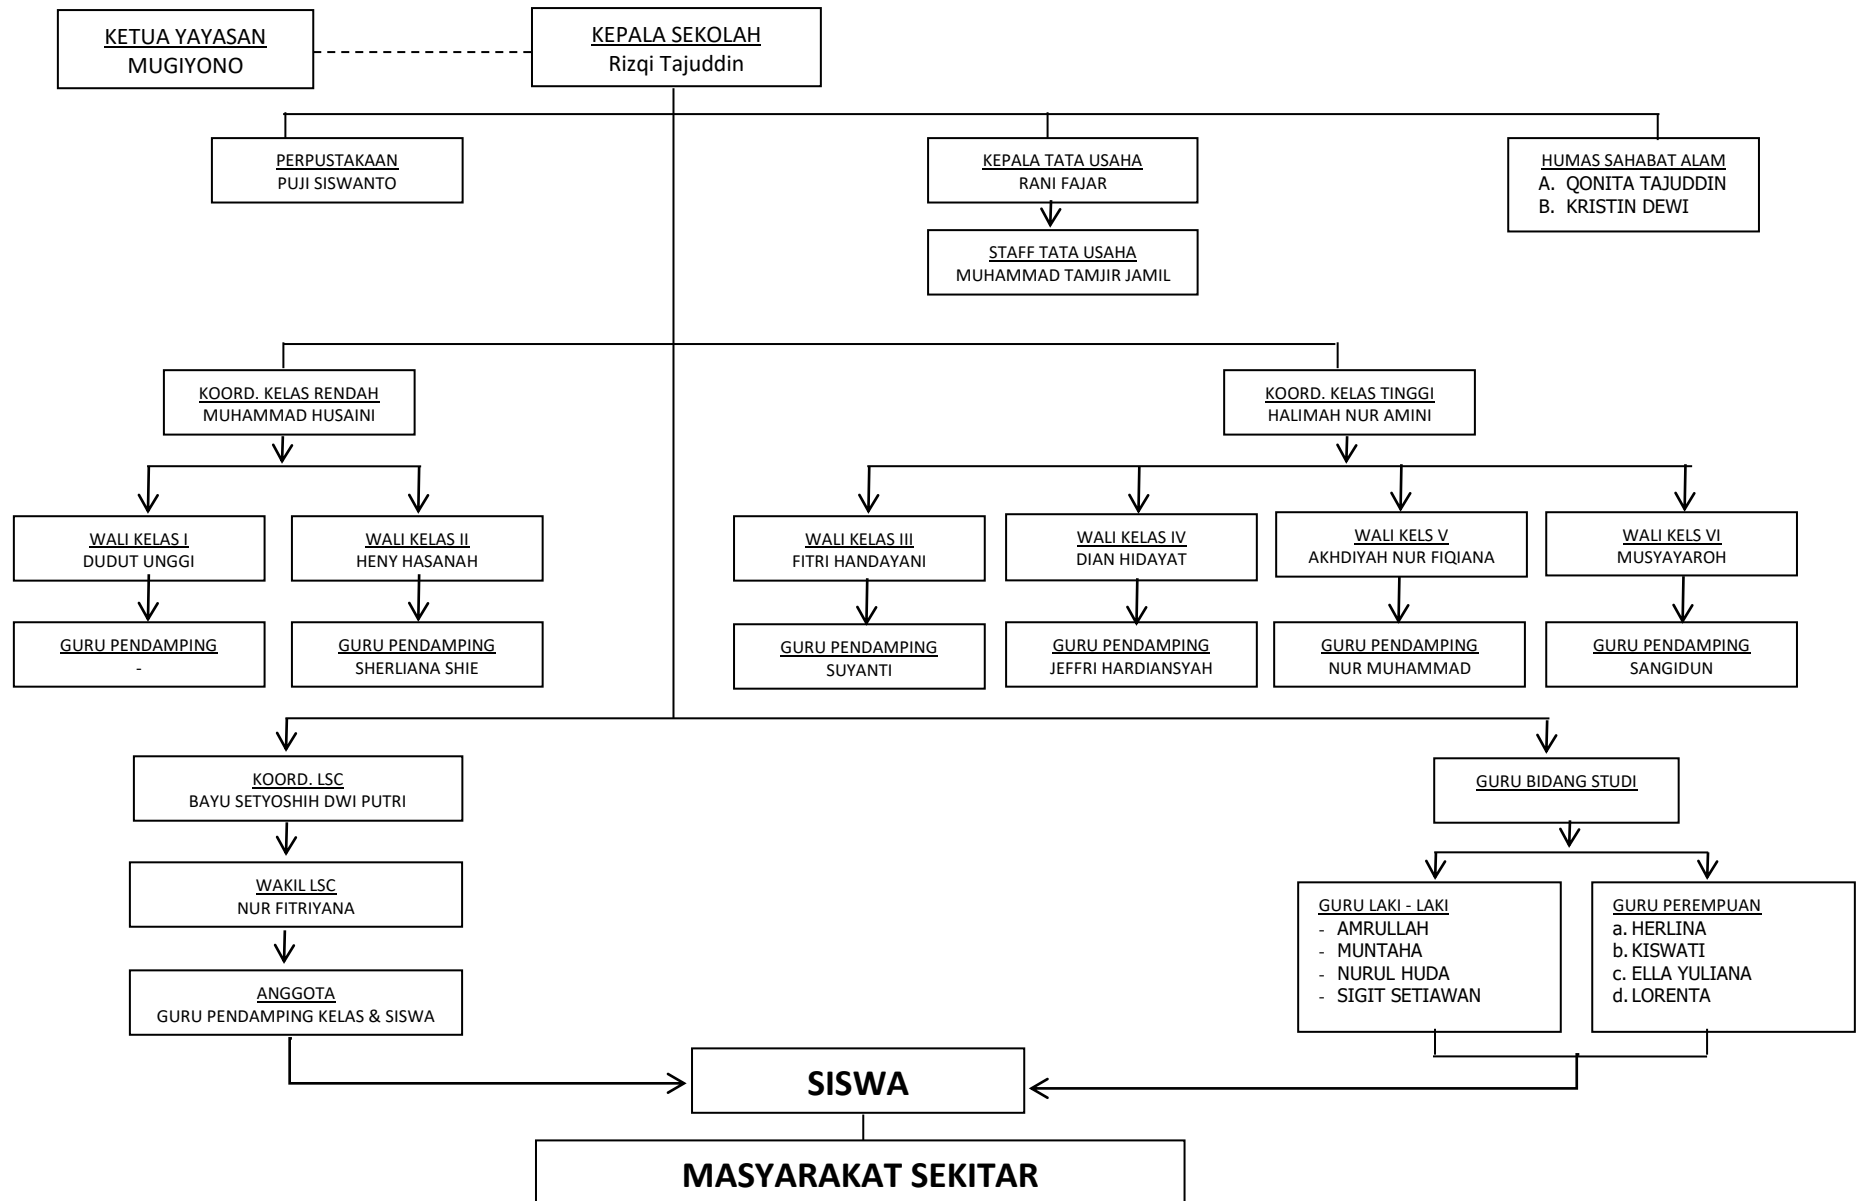 KETUA YAYASAN
MUGIYONO
KEPALA SEKOLAH
Rizqi Tajuddin
PERPUSTAKAAN
PUJI SISWANTO
KEPALA TATA USAHA
RANI FAJAR
HUMAS SAHABAT ALAM
A. QONITA TAJUDDIN
B. KRISTIN DEWI
STAFF TATA USAHA
MUHAMMAD TAMJIR JAMIL
KOORD. KELAS RENDAH
MUHAMMAD HUSAINI
KOORD. KELAS TINGGI
HALIMAH NUR AMINI
WALI KELAS I
DUDUT UNGGI
WALI KELAS II
HENY HASANAH
WALI KELAS III
FITRI HANDAYANI
WALI KELAS IV
DIAN HIDAYAT
WALI KELS V
AKHDIYAH NUR FIQIANA
WALI KELS VI
MUSYAYAROH
GURU PENDAMPING
-
GURU PENDAMPING
SHERLIANA SHIE
GURU PENDAMPING
SUYANTI
GURU PENDAMPING
JEFFRI HARDIANSYAH
GURU PENDAMPING
NUR MUHAMMAD
GURU PENDAMPING
SANGIDUN
KOORD. LSC
BAYU SETYOSHIH DWI PUTRI
GURU BIDANG STUDI
WAKIL LSC
NUR FITRIYANA
GURU LAKI - LAKI
- AMRULLAH
- MUNTAHA
- NURUL HUDA
- SIGIT SETIAWAN
GURU PEREMPUAN
a. HERLINA
b. KISWATI
c. ELLA YULIANA
d. LORENTA
ANGGOTA
GURU PENDAMPING KELAS & SISWA
SISWA
MASYARAKAT SEKITAR